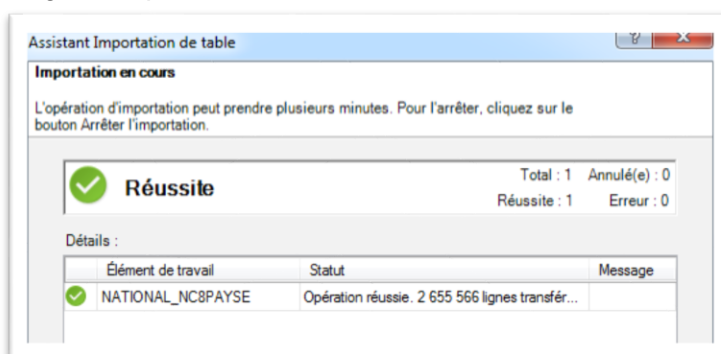 Assistant Importation de table
Importation en cours
L'opération d'importation peut prendre plusieurs minutes. Pour l'arrêter, cliquez sur le
bouton Arrêter l'importation.
Réussite
Total : 1 Annulé(e) : 0
Réussite : 1 Erreur : 0
Détails :
Élément de travail Statut Message
NATIONAL_NC8PAYSE Opération réussie. 2 655 566 lignes transfér...